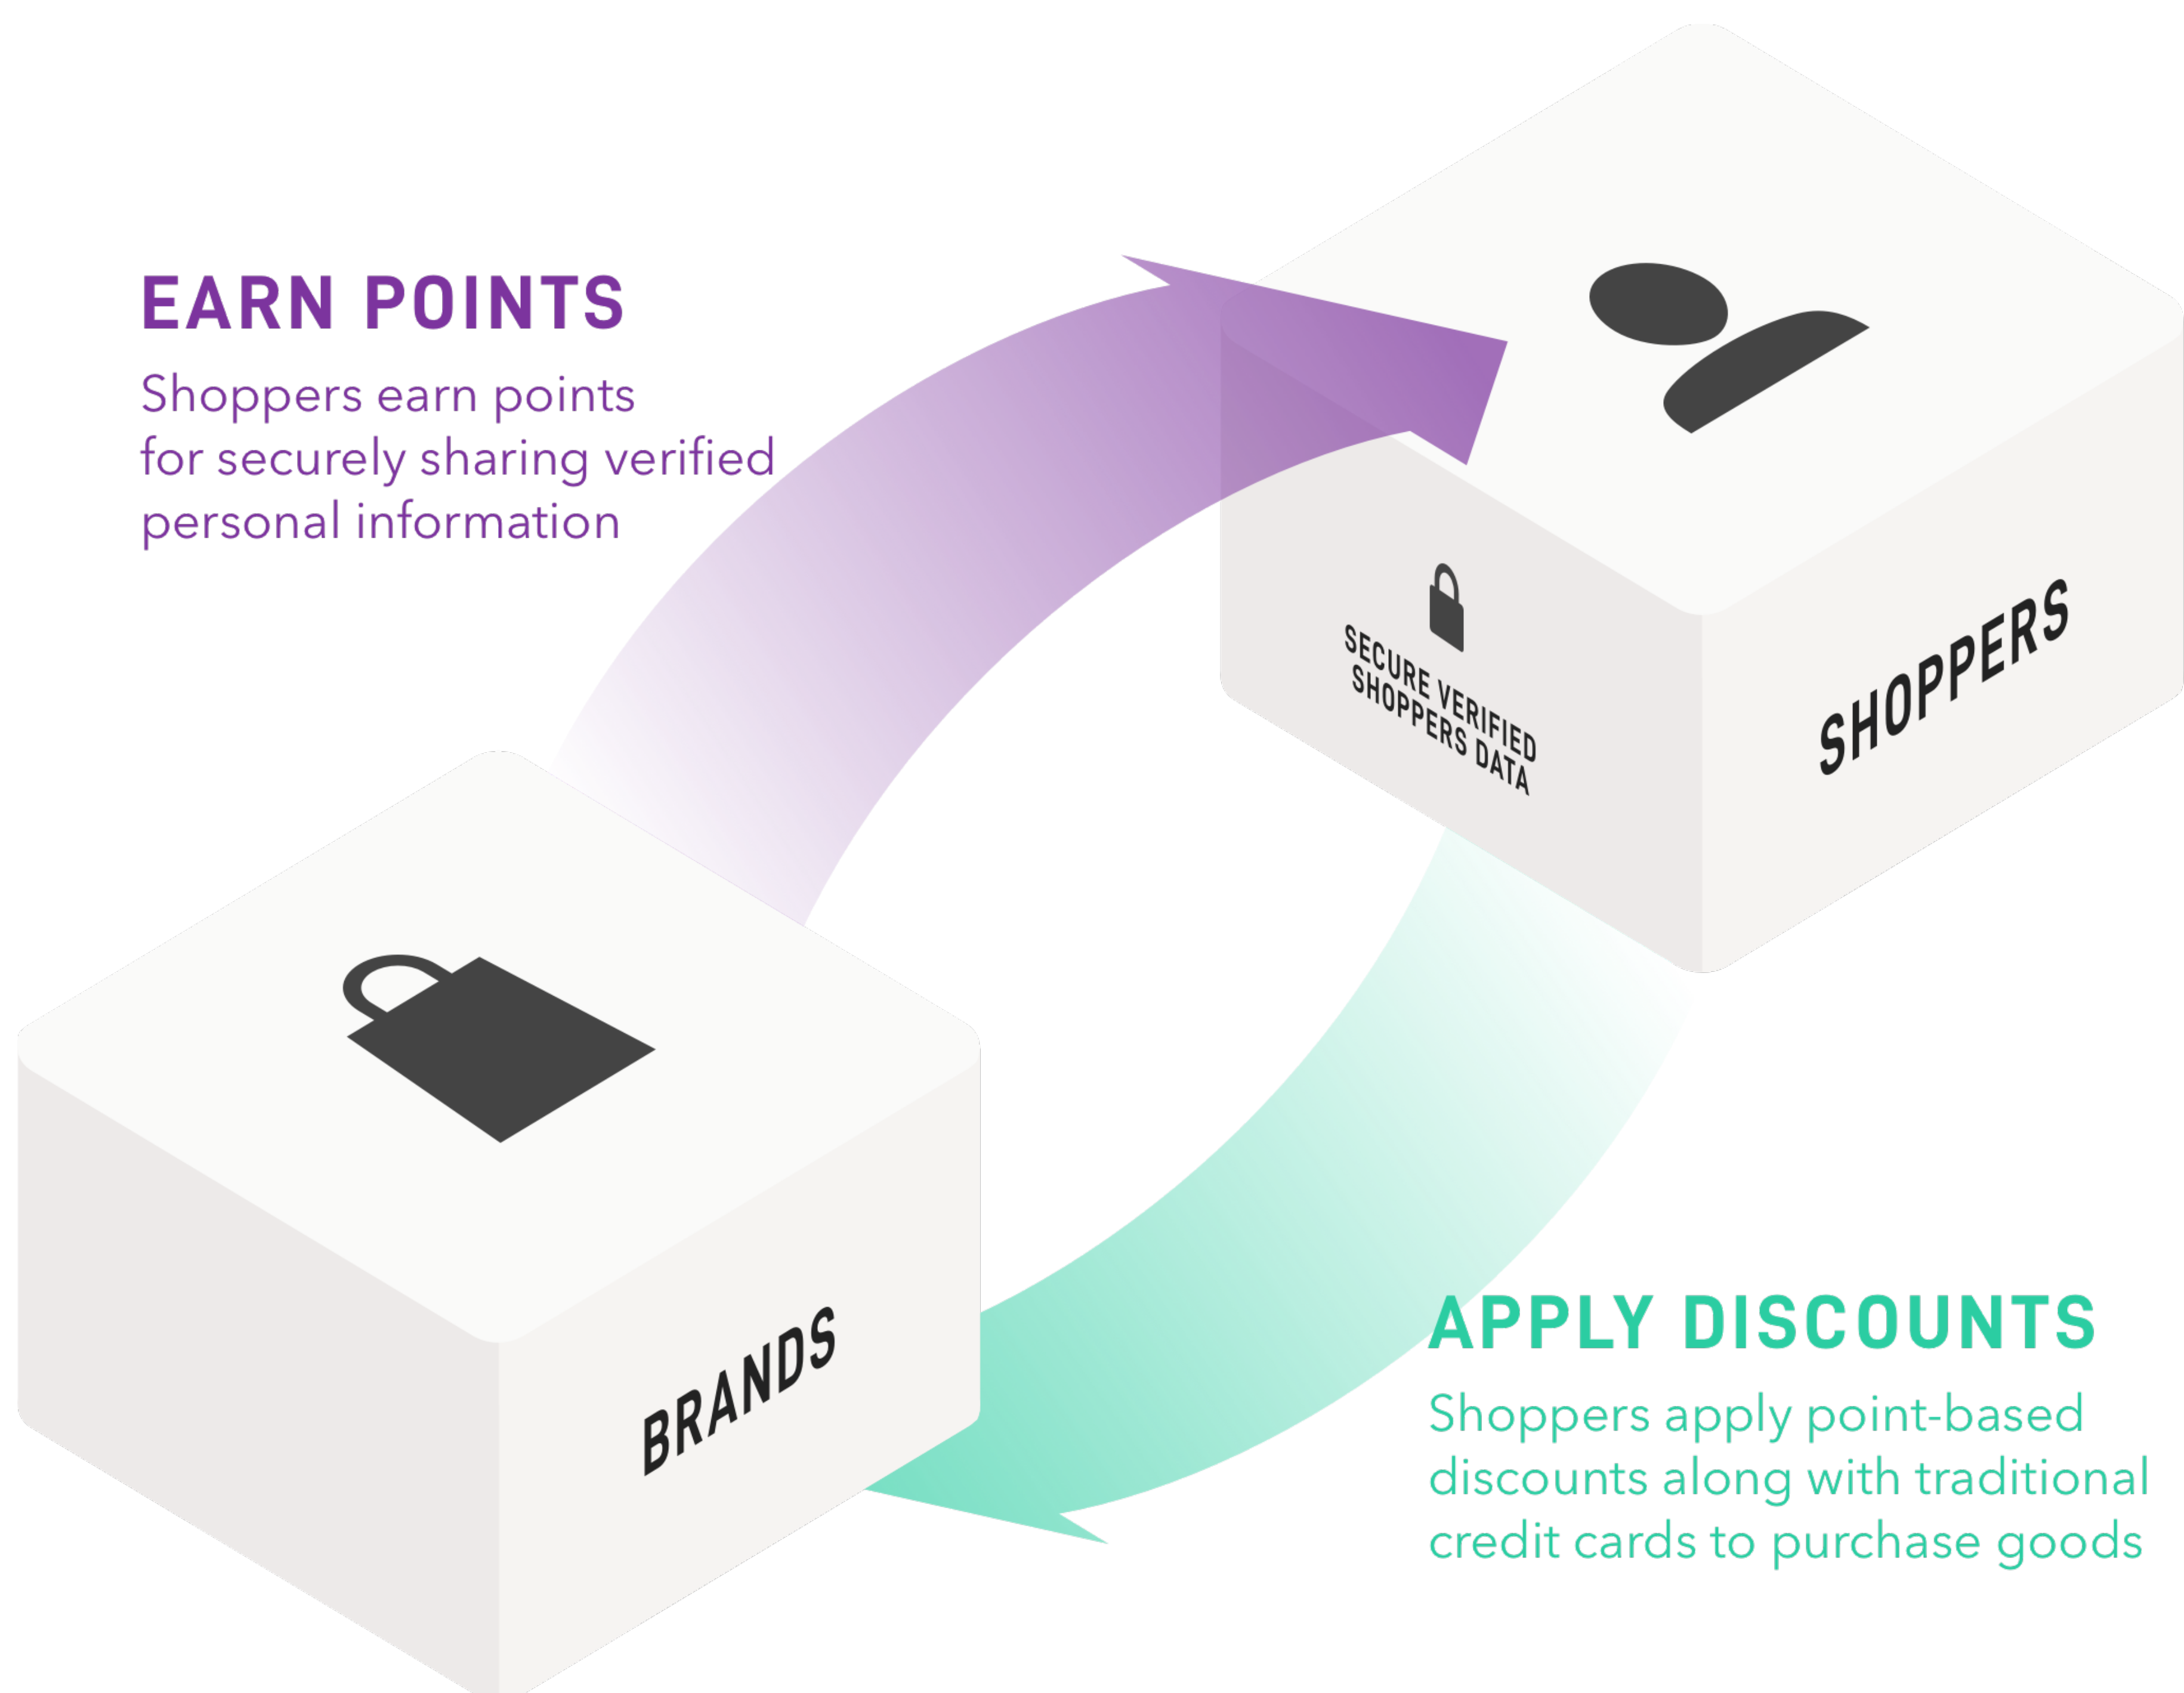 EARN POINTS
Shoppers earn points
for securely sharing verified
personal information
SECURE VERIFIED
SHOPPERS DATA
SHOPPERS
BRANDS
APPLY DISCOUNTS
Shoppers apply point-based
discounts along with traditional
credit cards to purchase goods